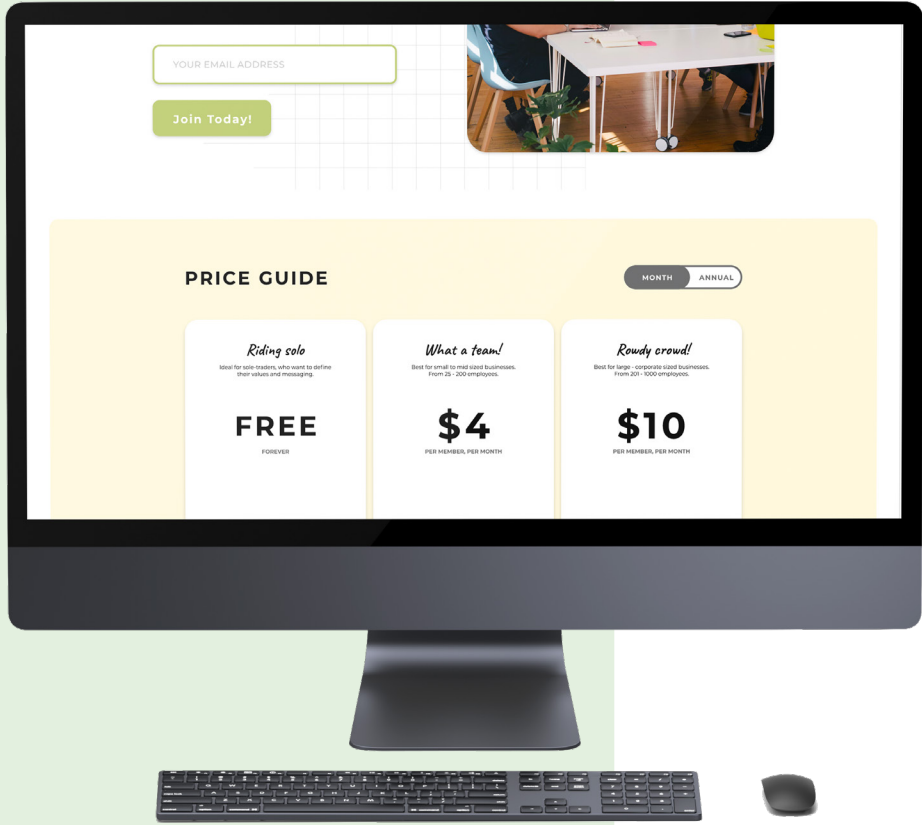 YOUR EMAIL ADDRESS
Join Today!
PRICE GUIDE
MONTH
ANNUAL
Riding solo
Ideal for sole-traders, who want to define
their values and messaging.
FREE
FOREVER
What a team!
Best for small to mid sized businesses.
From 25 - 200 employees.
$4
PER MEMBER, PER MONTH
Rowdy crowd!
Best for large - corporate sized businesses.
From 201 - 1000 employees.
$10
PER MEMBER, PER MONTH